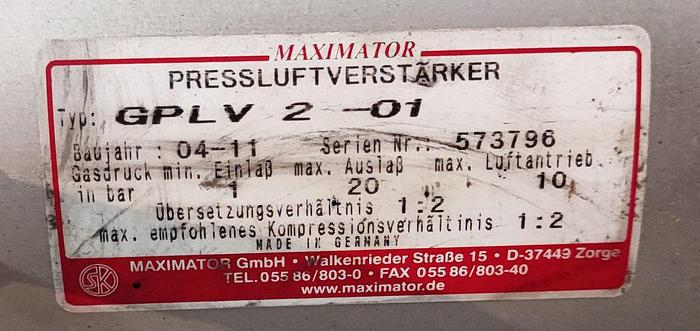 MAXIMATOR
PRESSLUFTVERSTÄRKER
Typ: GPLV 2 -01
Baujahr : 04-11 Serien Nr.: 573796
Gasdruck min. Einlaß max. Auslaß max. Luftantrieb
in bar 1 20 10
Übersetzungsverhältnis 1:2
max. empfohlenes Kompressionsverhältinis 1:2
MADE IN GERMANY
SK MAXIMATOR GmbH • Walkenrieder Straße 15 • D-37449 Zorge
TEL. 055 86/803-0 • FAX 055 86/803-40
www.maximator.de